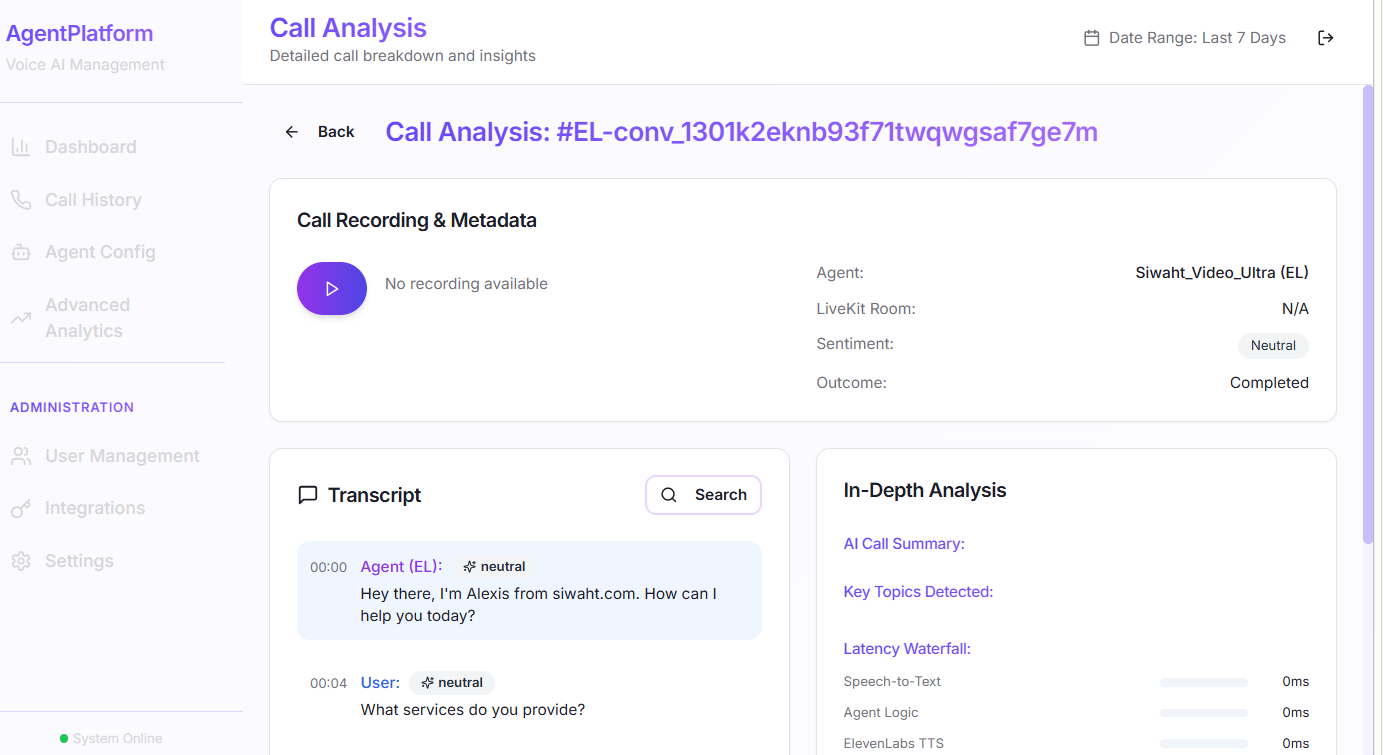 AgentPlatform
Voice AI Management
Dashboard
Call History
Agent Config
Advanced
Analytics
ADMINISTRATION
User Management
Integrations
Settings
System Online
Call Analysis
Detailed call breakdown and insights
Date Range: Last 7 Days
Back
Call Analysis: #EL-conv_1301k2eknb93f71twqwgsaf7ge7m
Call Recording & Metadata
No recording available
Agent: Siwaht_Video_Ultra (EL)
LiveKit Room: N/A
Sentiment: Neutral
Outcome: Completed
Transcript
Search
00:00 Agent (EL): neutral
Hey there, I'm Alexis from siwaht.com. How can I
help you today?
00:04 User: neutral
What services do you provide?
In-Depth Analysis
AI Call Summary:
Key Topics Detected:
Latency Waterfall:
Speech-to-Text 0ms
Agent Logic 0ms
ElevenLabs TTS 0ms